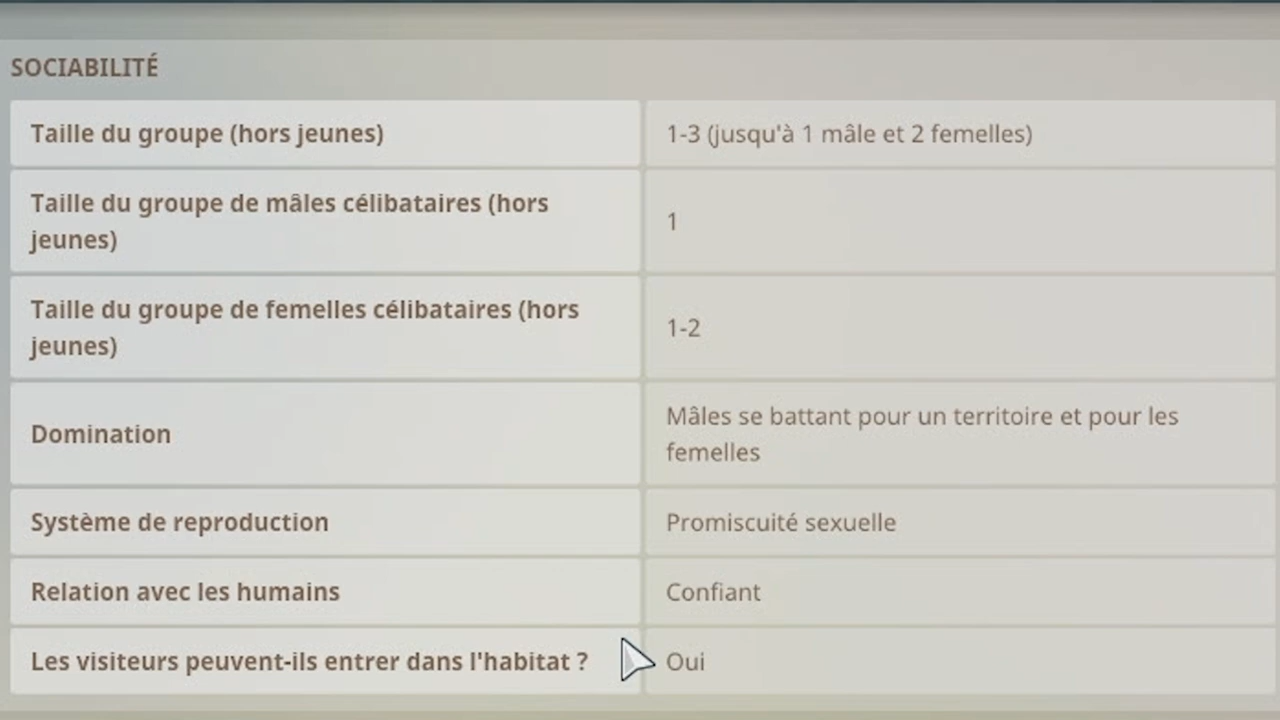 SOCIABILITÉ
Taille du groupe (hors jeunes)
1-3 (jusqu'à 1 mâle et 2 femelles)
Taille du groupe de mâles célibataires (hors
jeunes)
1
Taille du groupe de femelles célibataires (hors
jeunes)
1-2
Domination
Mâles se battant pour un territoire et pour les
femelles
Système de reproduction
Promiscuité sexuelle
Relation avec les humains
Confiant
Les visiteurs peuvent-ils entrer dans l'habitat ?
Oui